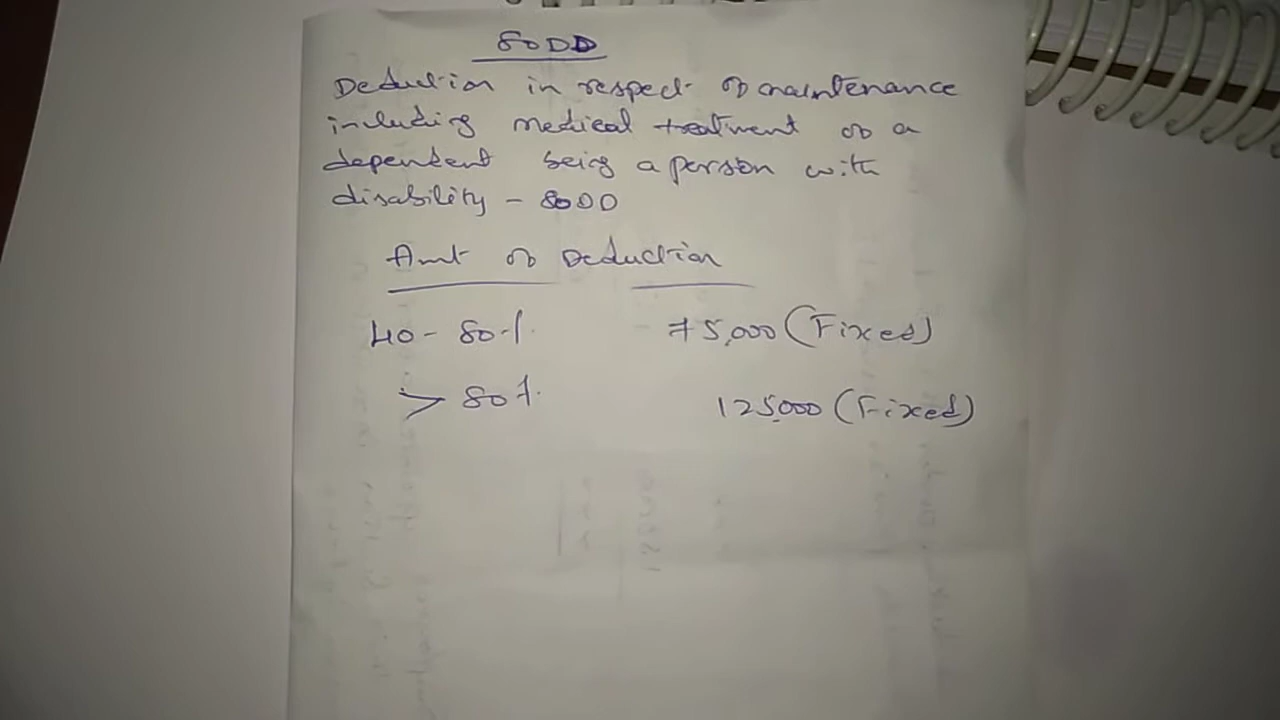 80DD
Deduction in respect of maintenance
including medical treatment of a
dependent being a person with
disability - 80DD
Amt of Deduction
40-80% 75,000 (Fixed)
> 80% 125,000 (Fixed)